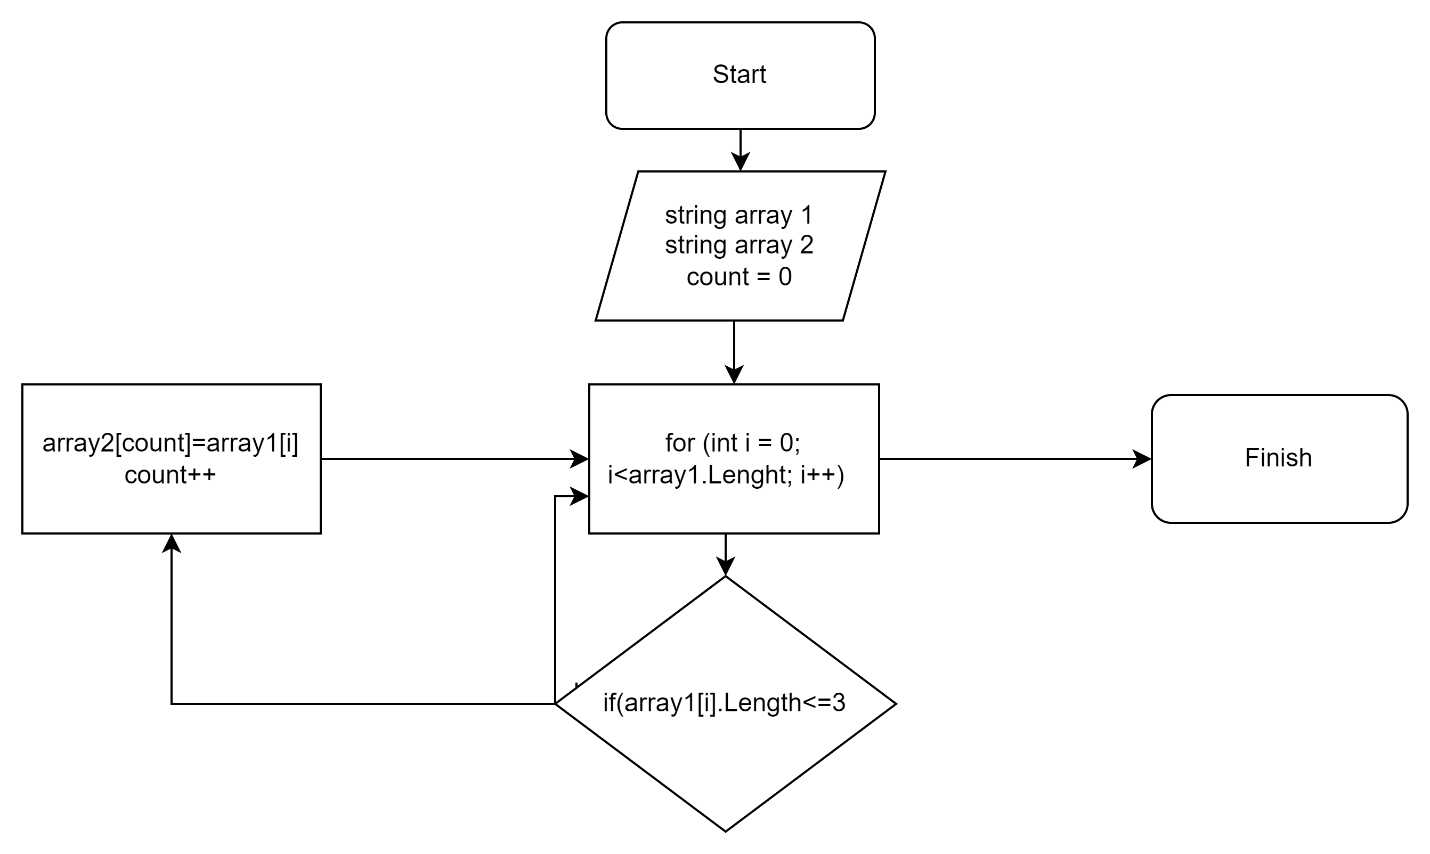 Start
string array 1
string array 2
count = 0
array2[count]=array1[i]
count++
for (int i = 0;
i<array1.Lenght; i++)
Finish
if(array1[i].Length<=3